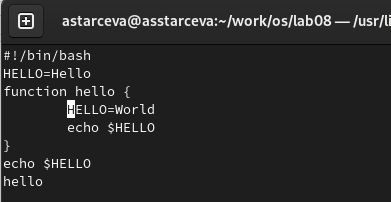 astarceva@asstarceva:~/work/os/lab08 — /usr/li
#!/bin/bash
HELLO=Hello
function hello {
        HELLO=World
        echo $HELLO
}
echo $HELLO
hello